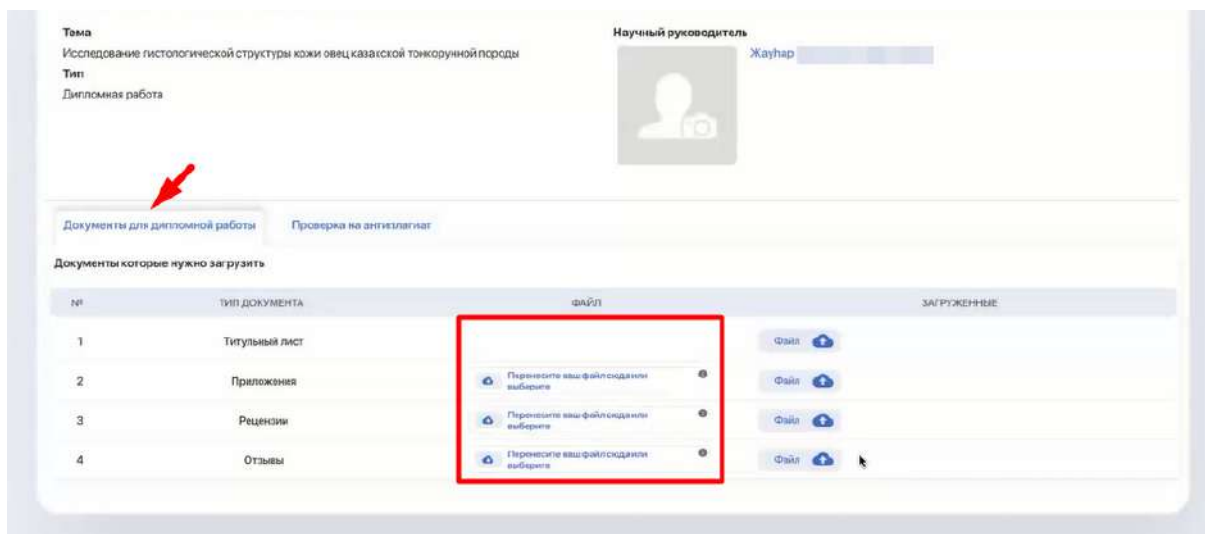 Тема
Научный руководитель
Исследование гистологической структуры кожи овец казахской тонкорунной породы
Жауһар
Тип
Дипломная работа
Документы для дипломной работы
Проверка на антиплагиат
Документы которые нужно загрузить
№ ТИП ДОКУМЕНТА ФАЙЛ ЗАГРУЖЕННЫЕ
1 Титульный лист Файл
2 Приложения Перенесите ваш файл сюда или
выберите Файл
3 Рецензии Перенесите ваш файл сюда или
выберите Файл
4 Отзывы Перенесите ваш файл сюда или
выберите Файл